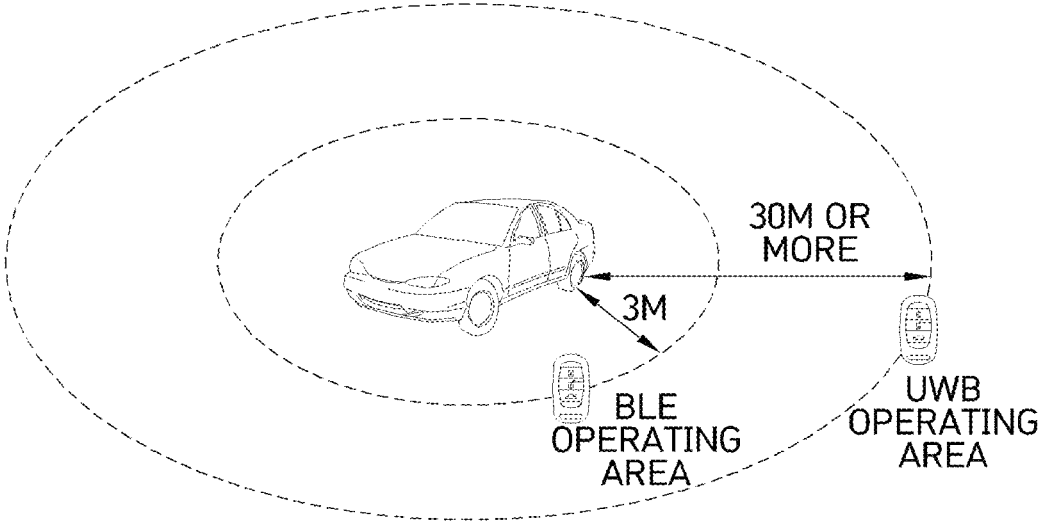 30M OR
MORE
3M
BLE
OPERATING
AREA
UWB
OPERATING
AREA